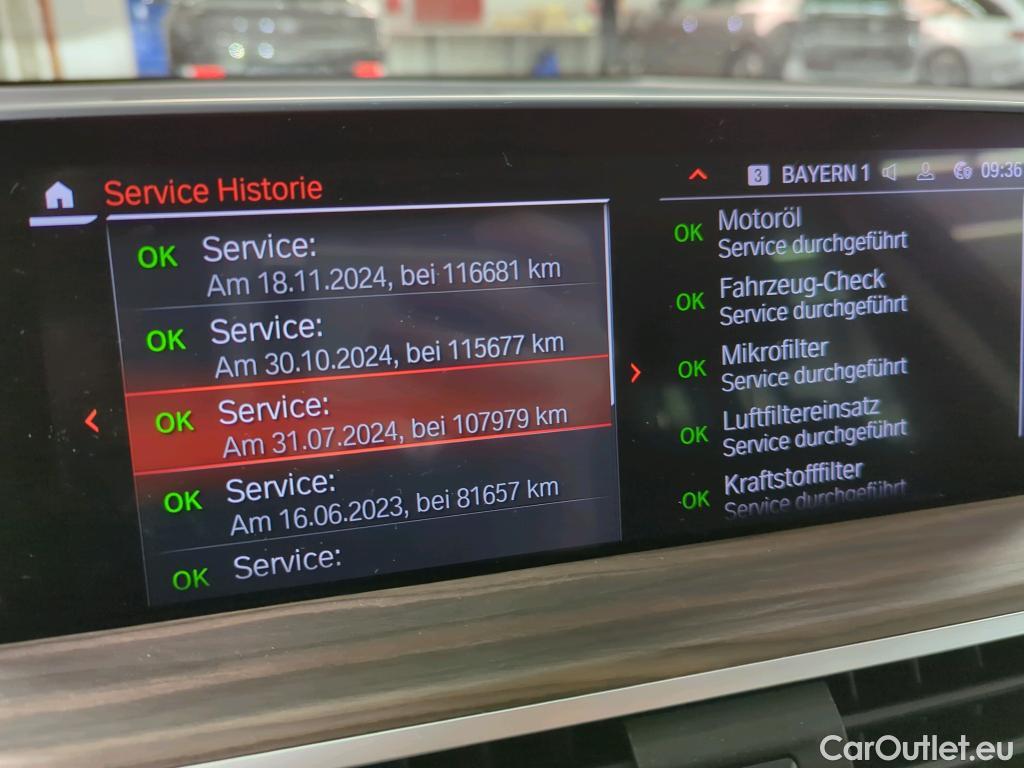 Service Historie
3 BAYERN 1 09:36
OK Service:
Am 18.11.2024, bei 116681 km
OK Service:
Am 30.10.2024, bei 115677 km
OK Service:
Am 31.07.2024, bei 107979 km
OK Service:
Am 16.06.2023, bei 81657 km
OK Service:
OK Motoröl
Service durchgeführt
OK Fahrzeug-Check
Service durchgeführt
OK Mikrofilter
Service durchgeführt
OK Luftfiltereinsatz
Service durchgeführt
OK Kraftstofffilter
Service durchgeführt
CarOutlet.eu